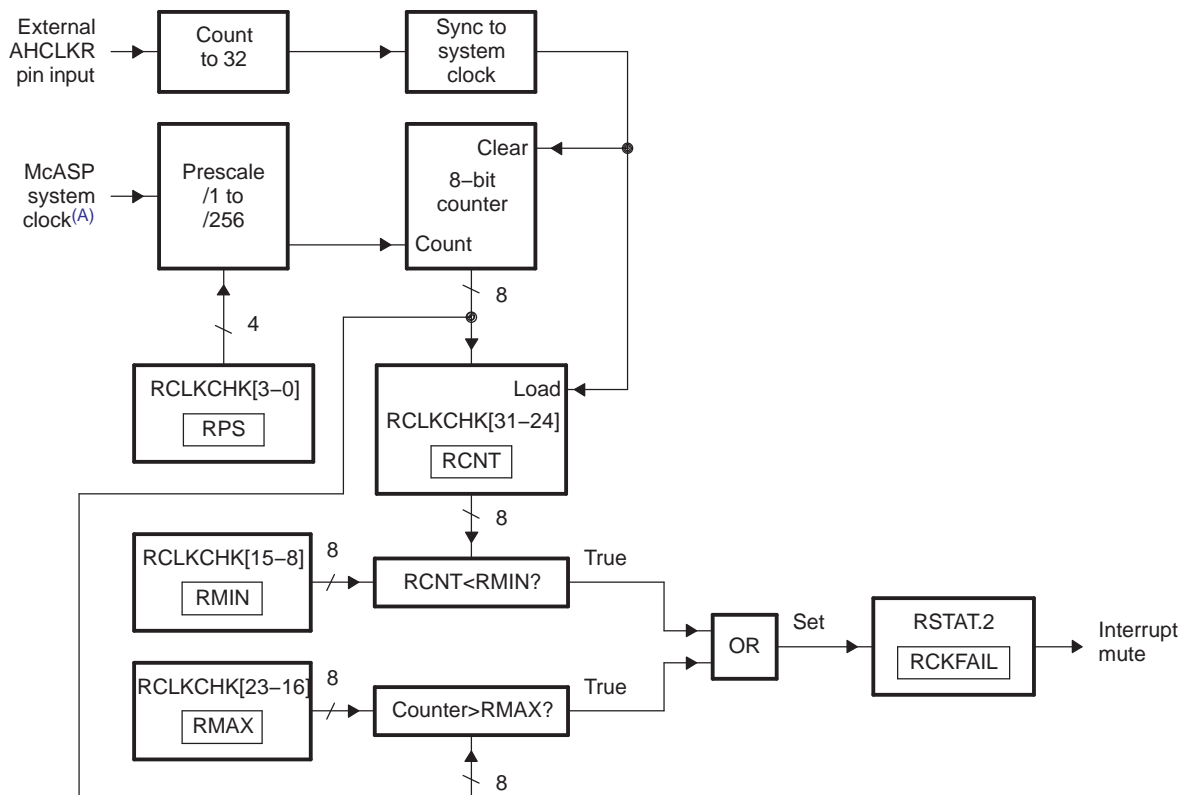 External
AHCLKR
pin input
Count
to 32
Sync to
system
clock
McASP
system
clock(A)
Prescale
/1 to
/256
Clear
8–bit
counter
Count
8
4
RCLKCHK[3–0]
RPS
Load
RCLKCHK[31–24]
RCNT
8
RCLKCHK[15–8]
RMIN
8
RCNT<RMIN?
True
RCLKCHK[23–16]
RMAX
8
Counter>RMAX?
True
8
OR
Set
RSTAT.2
RCKFAIL
Interrupt
mute